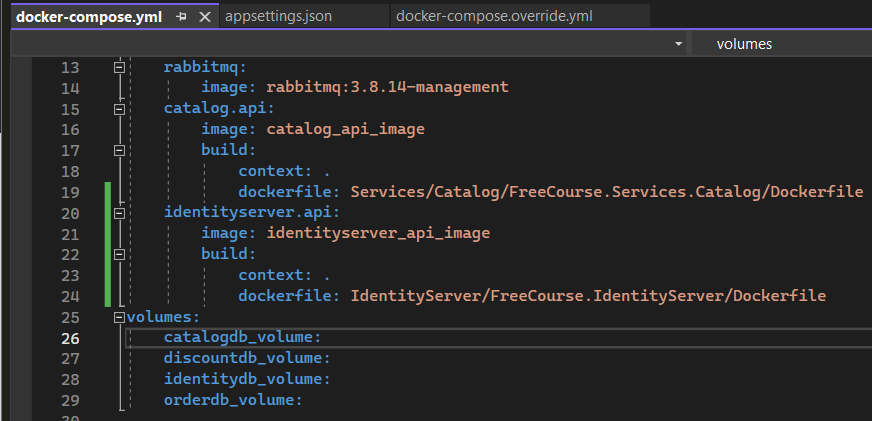 docker-compose.yml appsettings.json docker-compose.override.yml
volumes
13 rabbitmq:
14 image: rabbitmq:3.8.14-management
15 catalog.api:
16 image: catalog_api_image
17 build:
18 context: .
19 dockerfile: Services/Catalog/FreeCourse.Services.Catalog/Dockerfile
20 identityserver.api:
21 image: identityserver_api_image
22 build:
23 context: .
24 dockerfile: IdentityServer/FreeCourse.IdentityServer/Dockerfile
25 volumes:
26 catalogdb_volume:
27 discountdb_volume:
28 identitydb_volume:
29 orderdb_volume:
30